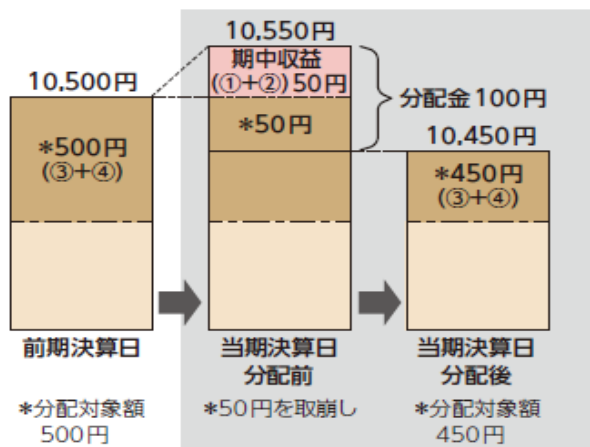 10,550円
期中収益
(①+②)50円
10,500円
分配金100円
*50円
10,450円
*500円
(③+④)
*450円
(③+④)
前期決算日
当期決算日
分配前
当期決算日
分配後
*分配対象額
500円
*50円を取崩し
*分配対象額
450円